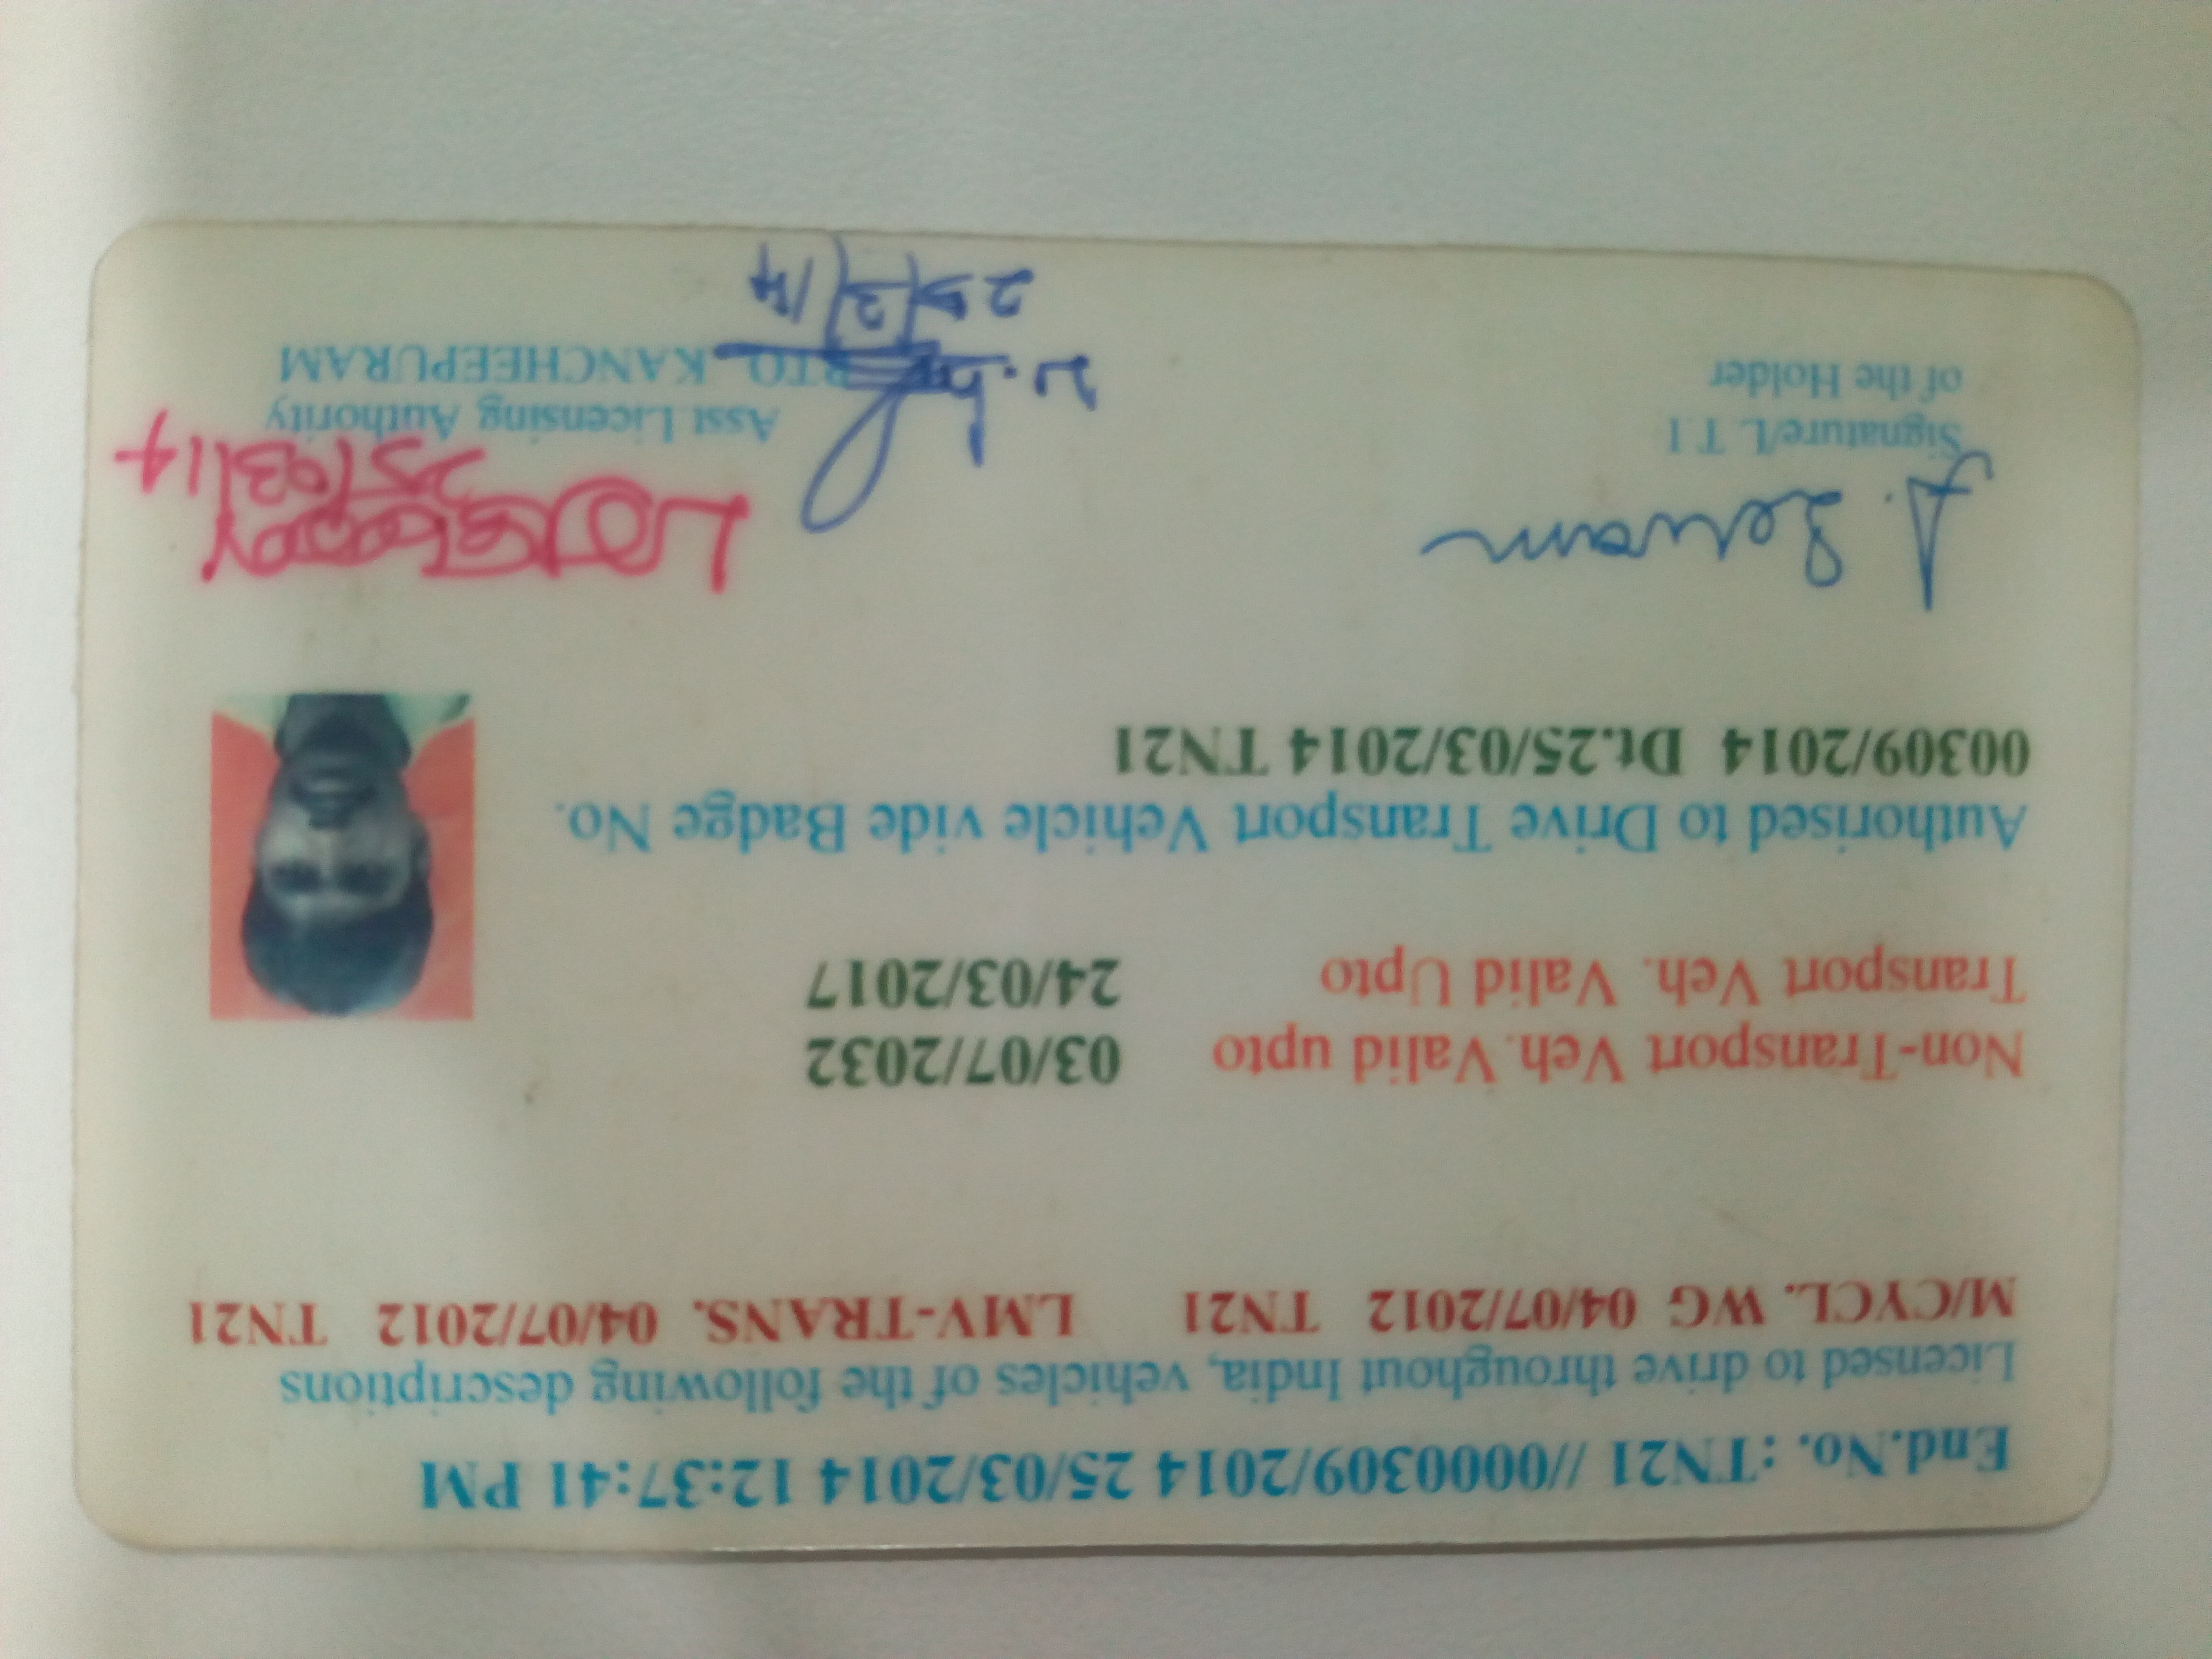 End.No. :TN21 //0000309/2014 25/03/2014 12:37:41 PM
Licensed to drive throughout India, vehicles of the following descriptions
M/CYCL. WG 04/07/2012 TN21 LMV-TRANS. 04/07/2012 TN21
Non-Transport Veh.Valid upto 03/07/2032
Transport Veh. Valid Upto 24/03/2017
Authorised to Drive Transport Vehicle vide Badge No.
00309/2014 Dt.25/03/2014 TN21
25/03/14
Signature/L.T.I
of the Holder
Asst Licensing Authority
RTO KANCHEEPURAM
25/3/14